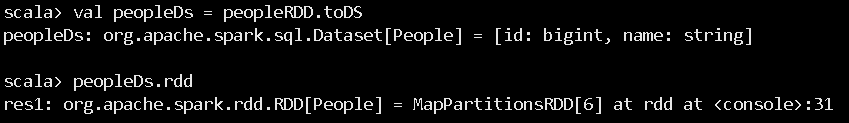 scala> val peopleDs = peopleRDD.toDS
peopleDs: org.apache.spark.sql.Dataset[People] = [id: bigint, name: string]
scala> peopleDs.rdd
res1: org.apache.spark.rdd.RDD[People] = MapPartitionsRDD[6] at rdd at <console>:31